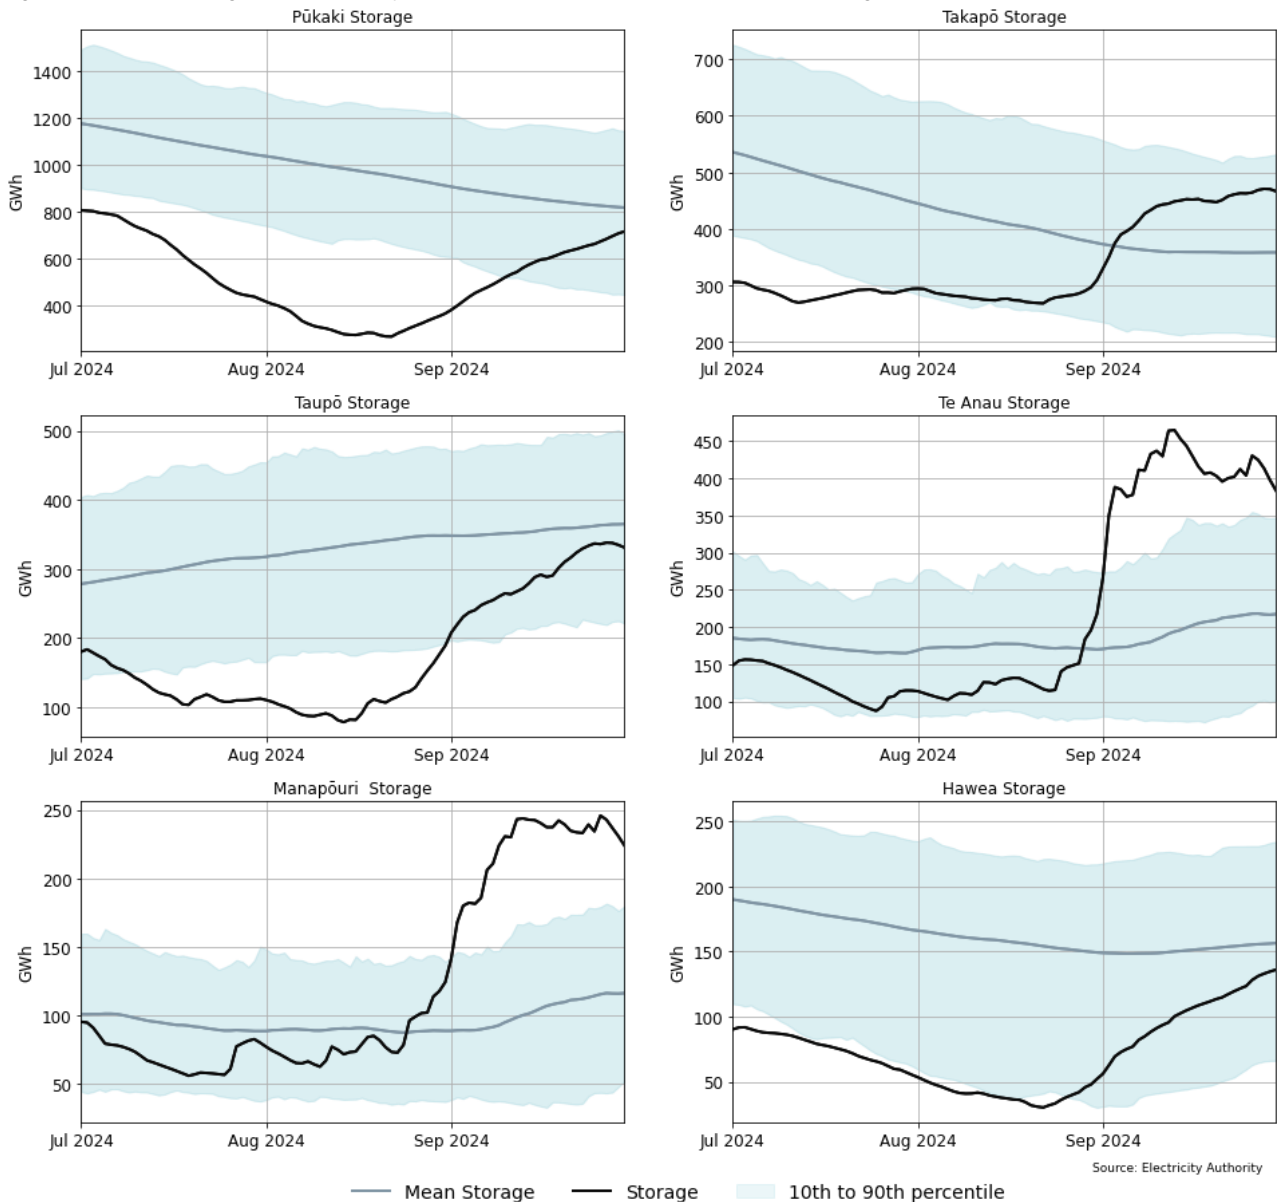 Pūkaki Storage
GWh
1400
1200
1000
800
600
400
Jul 2024 Aug 2024 Sep 2024
Takapō Storage
GWh
700
600
500
400
300
200
Jul 2024 Aug 2024 Sep 2024
Taupō Storage
GWh
500
400
300
200
100
Jul 2024 Aug 2024 Sep 2024
Te Anau Storage
GWh
450
400
350
300
250
200
150
100
Jul 2024 Aug 2024 Sep 2024
Manapōuri Storage
GWh
250
200
150
100
50
Jul 2024 Aug 2024 Sep 2024
Hawea Storage
GWh
250
200
150
100
50
Jul 2024 Aug 2024 Sep 2024
Source: Electricity Authority
Mean Storage Storage 10th to 90th percentile